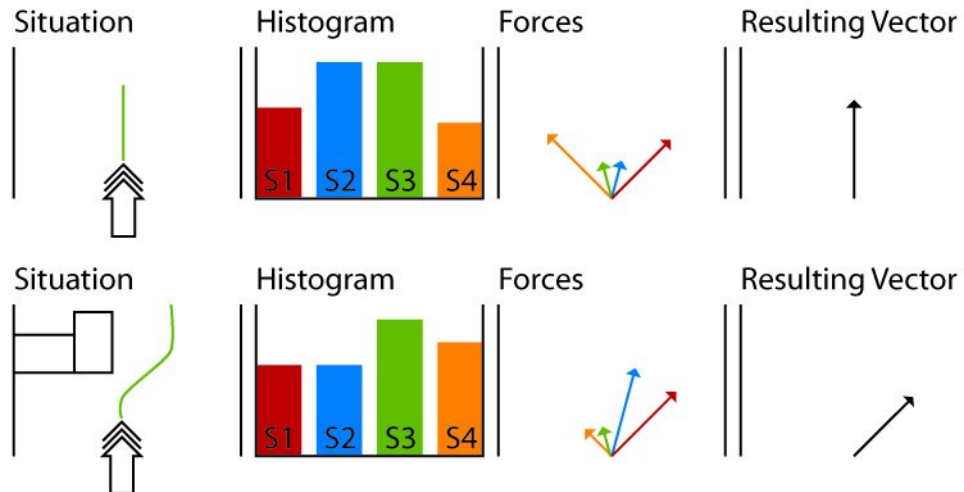 Situation
Histogram
Forces
Resulting Vector
S1 S2 S3 S4
Situation
Histogram
Forces
Resulting Vector
S1 S2 S3 S4